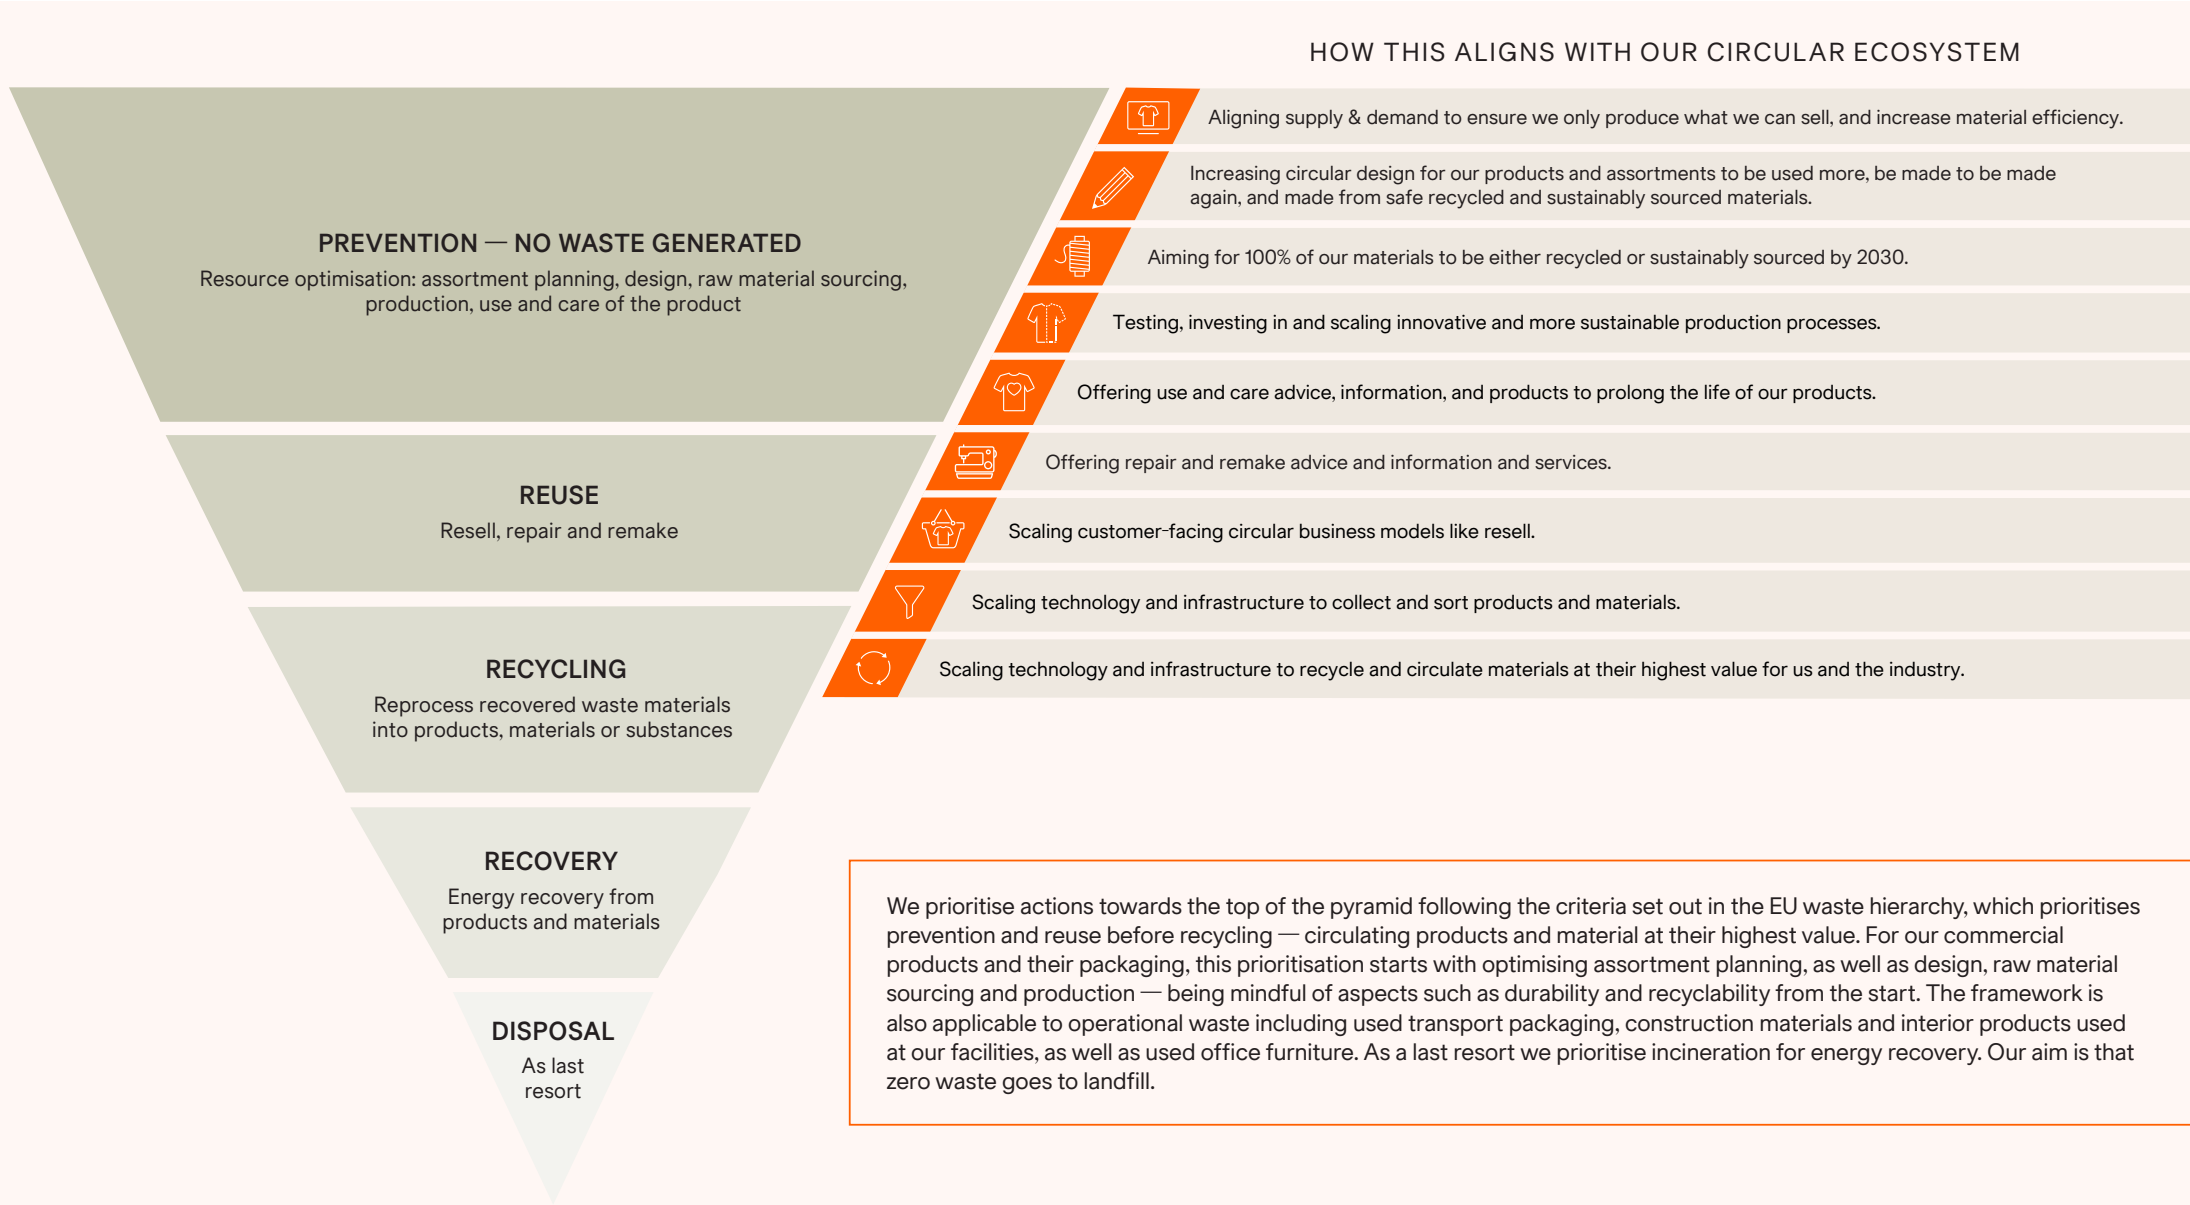 HOW THIS ALIGNS WITH OUR CIRCULAR ECOSYSTEM
PREVENTION — NO WASTE GENERATED
Resource optimisation: assortment planning, design, raw material sourcing,
production, use and care of the product
REUSE
Resell, repair and remake
RECYCLING
Reprocess recovered waste materials
into products, materials or substances
RECOVERY
Energy recovery from
products and materials
DISPOSAL
As last
resort
Aligning supply & demand to ensure we only produce what we can sell, and increase material efficiency.
Increasing circular design for our products and assortments to be used more, be made to be made
again, and made from safe recycled and sustainably sourced materials.
Aiming for 100% of our materials to be either recycled or sustainably sourced by 2030.
Testing, investing in and scaling innovative and more sustainable production processes.
Offering use and care advice, information, and products to prolong the life of our products.
Offering repair and remake advice and information and services.
Scaling customer-facing circular business models like resell.
Scaling technology and infrastructure to collect and sort products and materials.
Scaling technology and infrastructure to recycle and circulate materials at their highest value for us and the industry.
We prioritise actions towards the top of the pyramid following the criteria set out in the EU waste hierarchy, which prioritises
prevention and reuse before recycling — circulating products and material at their highest value. For our commercial
products and their packaging, this prioritisation starts with optimising assortment planning, as well as design, raw material
sourcing and production — being mindful of aspects such as durability and recyclability from the start. The framework is
also applicable to operational waste including used transport packaging, construction materials and interior products used
at our facilities, as well as used office furniture. As a last resort we prioritise incineration for energy recovery. Our aim is that
zero waste goes to landfill.